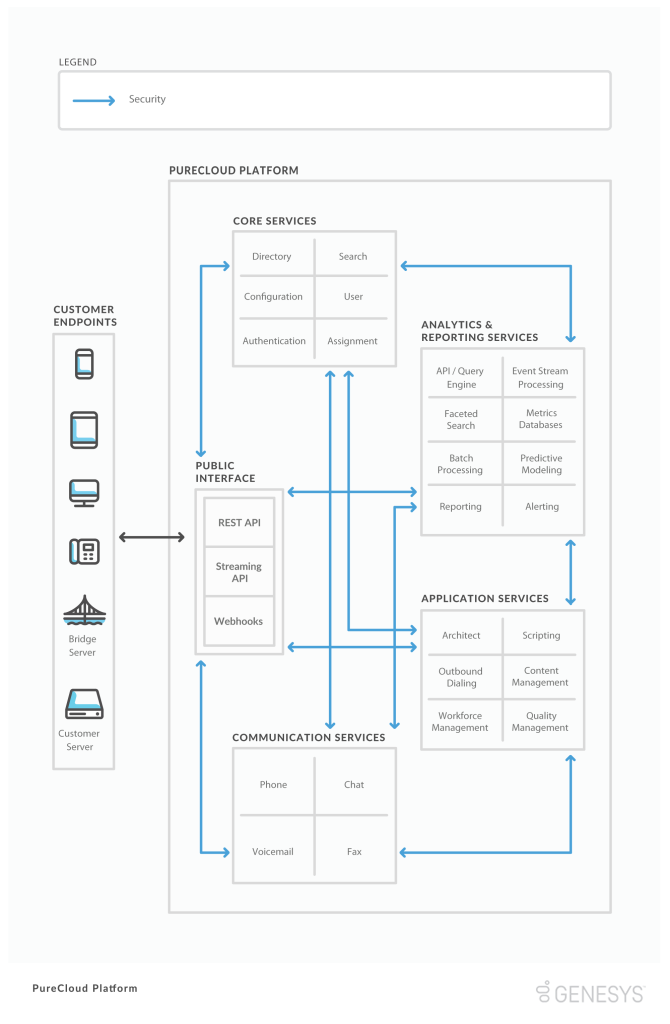 LEGEND
Security
PURECLOUD PLATFORM
CORE SERVICES
Directory
Search
Configuration
User
Authentication
Assignment
CUSTOMER
ENDPOINTS
Bridge
Server
Customer
Server
ANALYTICS &
REPORTING SERVICES
API / Query
Engine
Event Stream
Processing
Faceted
Search
Metrics
Databases
Batch
Processing
Predictive
Modeling
Reporting
Alerting
PUBLIC
INTERFACE
REST API
Streaming
API
Webhooks
APPLICATION SERVICES
Architect
Scripting
Outbound
Dialing
Content
Management
Workforce
Management
Quality
Management
COMMUNICATION SERVICES
Phone
Chat
Voicemail
Fax
PureCloud Platform
GENESYS